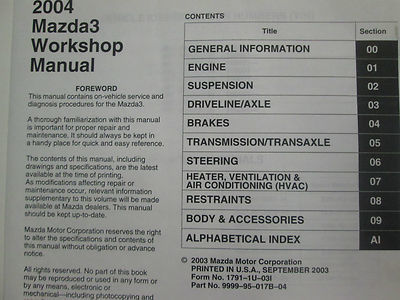 2004
Mazda3
Workshop
Manual
FOREWORD
This manual contains on-vehicle service and
diagnosis procedures for the Mazda3.
A thorough familiarization with this manual
is important for proper repair and
maintenance. It should always be kept in
a handy place for quick and easy reference.
The contents of this manual, including
drawings and specifications, are the latest
available at the time of printing.
As modifications affecting repair or
maintenance occur, relevant information
supplementary to this volume will be made
available at Mazda dealers. This manual
should be kept up-to-date.
Mazda Motor Corporation reserves the right
to alter the specifications and contents of
this manual without obligation or advance
notice.
All rights reserved. No part of this book
may be reproduced or used in any form or
by any means, electronic or
mechanical—including photocopying and
CONTENTS
Title Section
GENERAL INFORMATION 00
ENGINE 01
SUSPENSION 02
DRIVELINE/AXLE 03
BRAKES 04
TRANSMISSION/TRANSAXLE 05
STEERING 06
HEATER, VENTILATION &
AIR CONDITIONING (HVAC) 07
RESTRAINTS 08
BODY & ACCESSORIES 09
ALPHABETICAL INDEX AI
© 2003 Mazda Motor Corporation
PRINTED IN U.S.A., SEPTEMBER 2003
Form No. 1791–1U–03I
Part No. 9999–95–017B–04